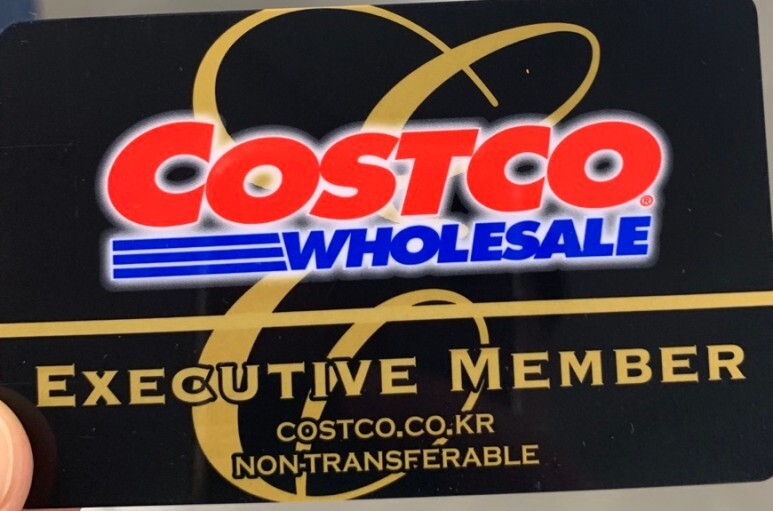 COSTCO®
WHOLESALE
EXECUTIVE MEMBER
COSTCO.CO.KR
NON-TRANSFERABLE